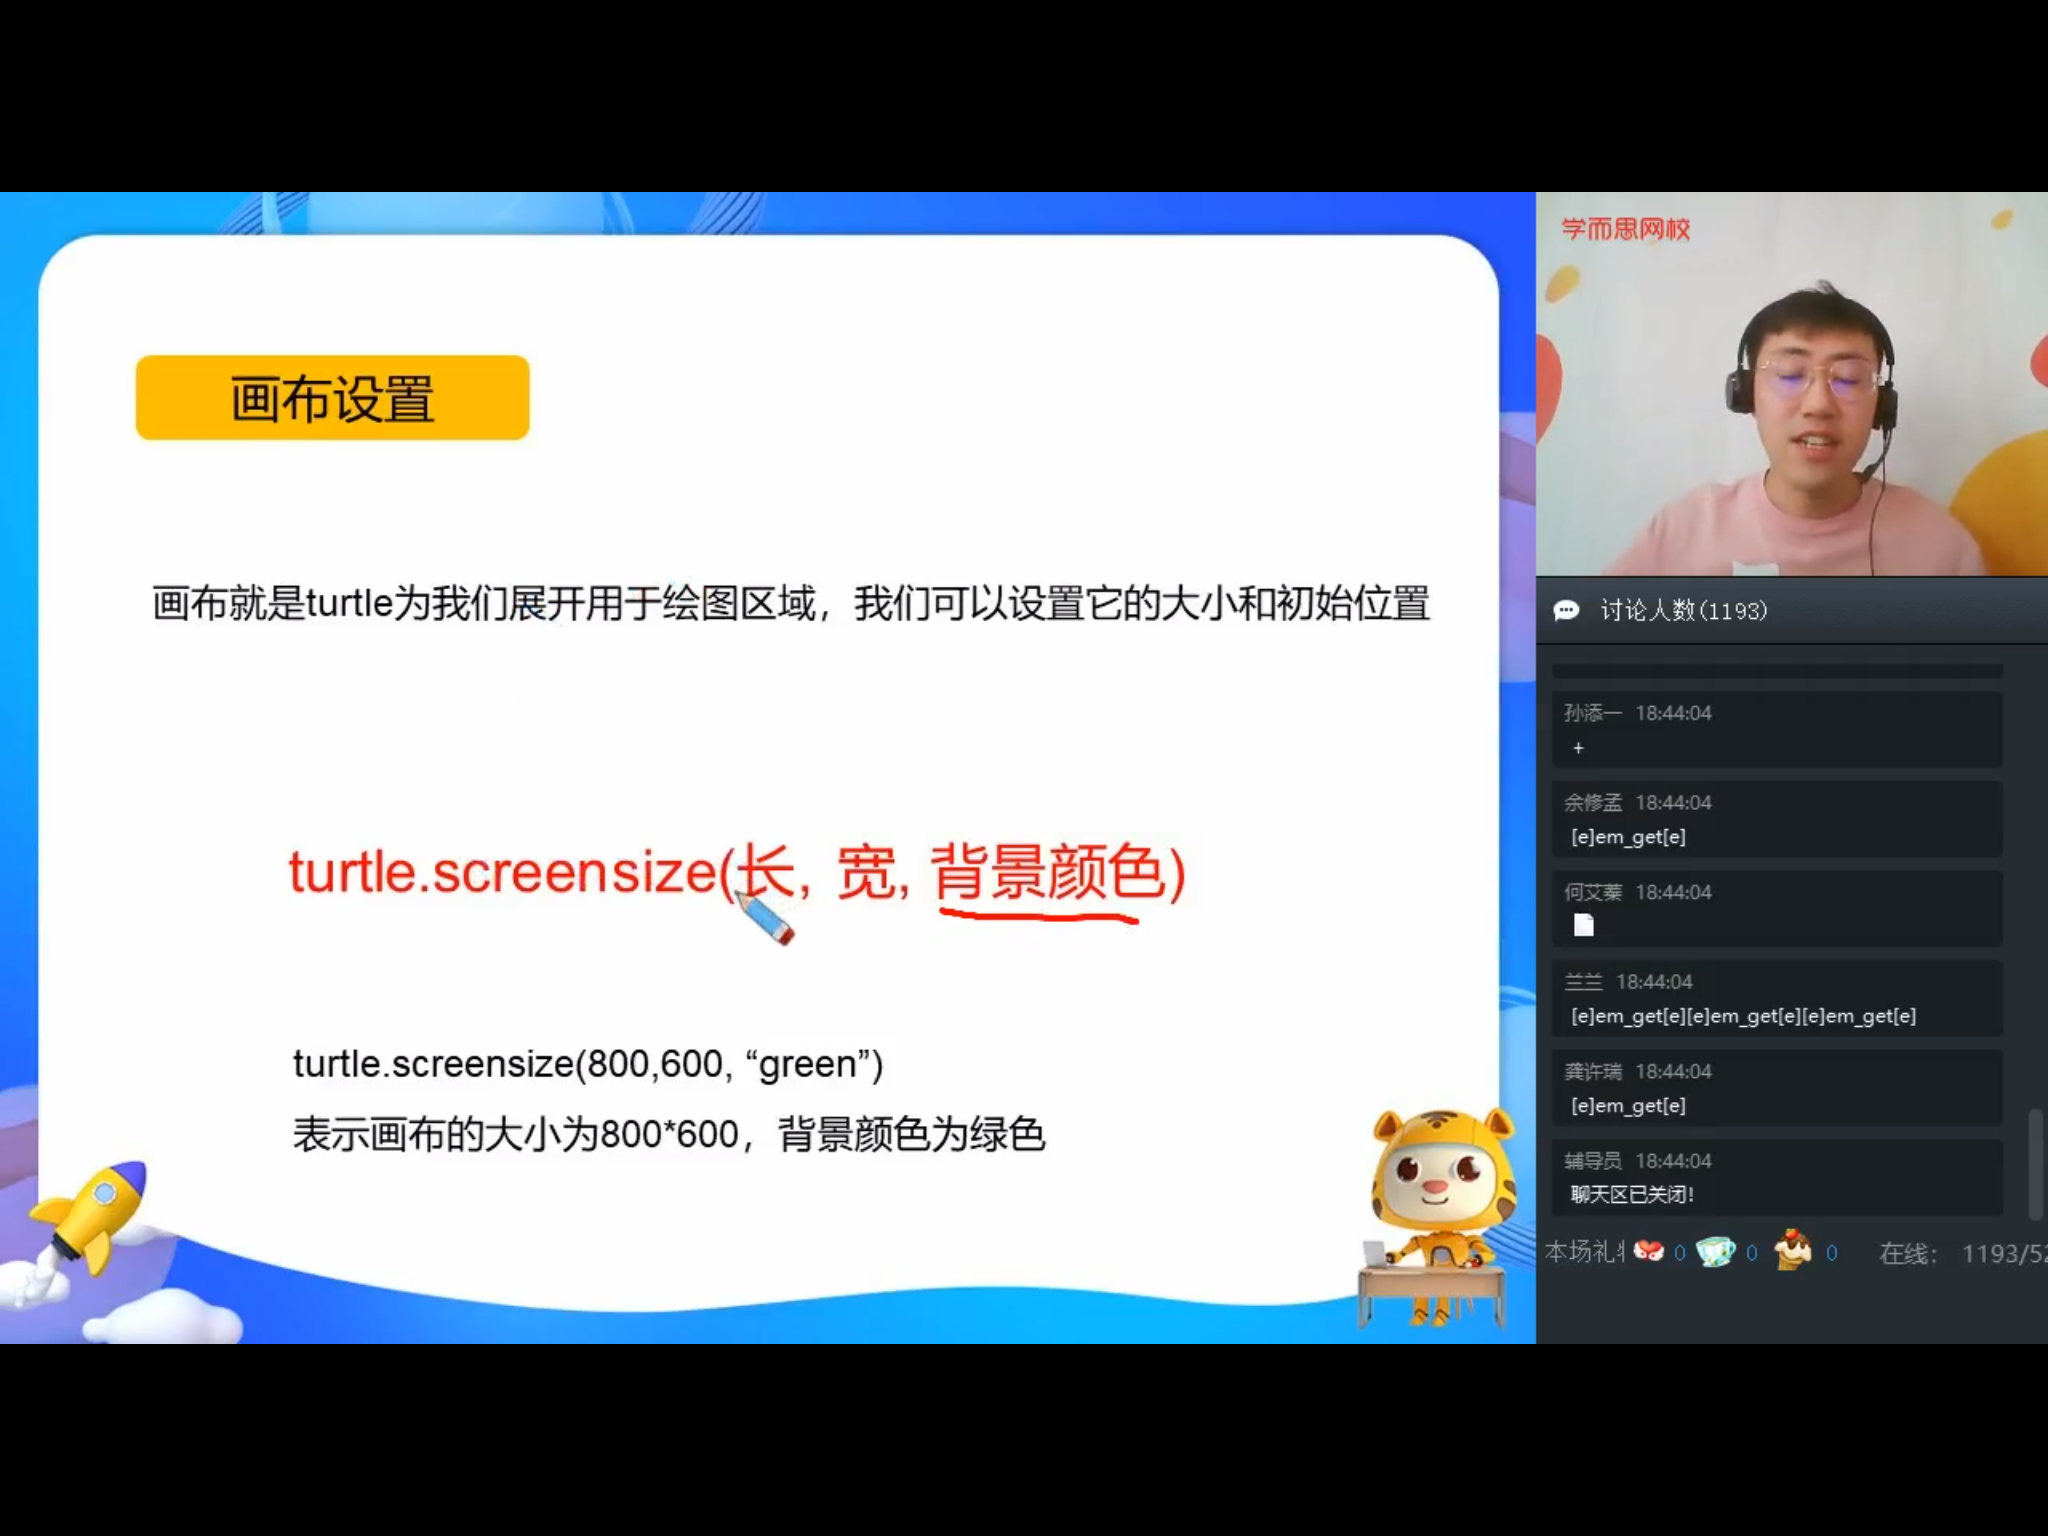 画布设置
画布就是turtle为我们展开用于绘图区域，我们可以设置它的大小和初始位置
turtle.screensize(长, 宽, 背景颜色)
turtle.screensize(800,600, “green”)
表示画布的大小为800*600，背景颜色为绿色
学而思网校
讨论人数(1193)
孙添一 18:44:04
+
余修孟 18:44:04
[e]em_get[e]
何艾蓁 18:44:04
兰兰 18:44:04
[e]em_get[e][e]em_get[e][e]em_get[e]
龚许瑞 18:44:04
[e]em_get[e]
辅导员 18:44:04
聊天区已关闭!
本场礼 0 0 0 在线: 1193/52